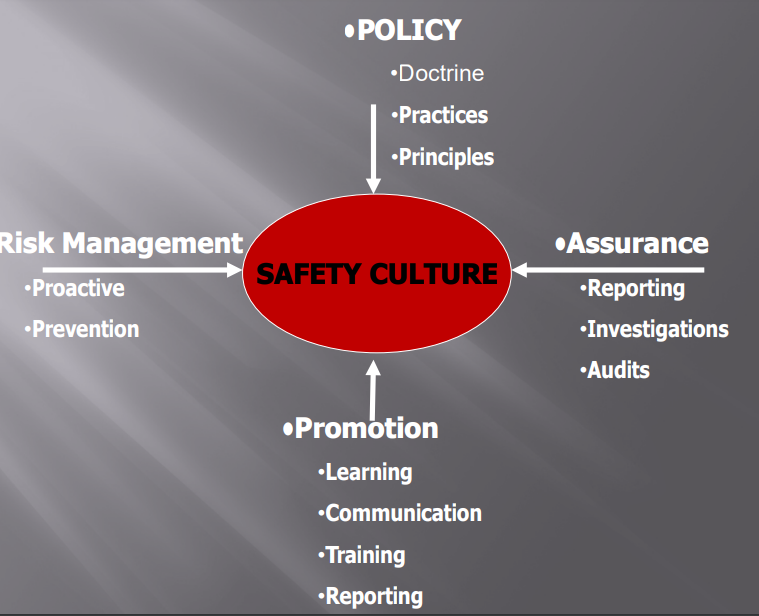 •POLICY
•Doctrine
•Practices
•Principles
Risk Management
•Proactive
•Prevention
SAFETY CULTURE
•Assurance
•Reporting
•Investigations
•Audits
•Promotion
•Learning
•Communication
•Training
•Reporting